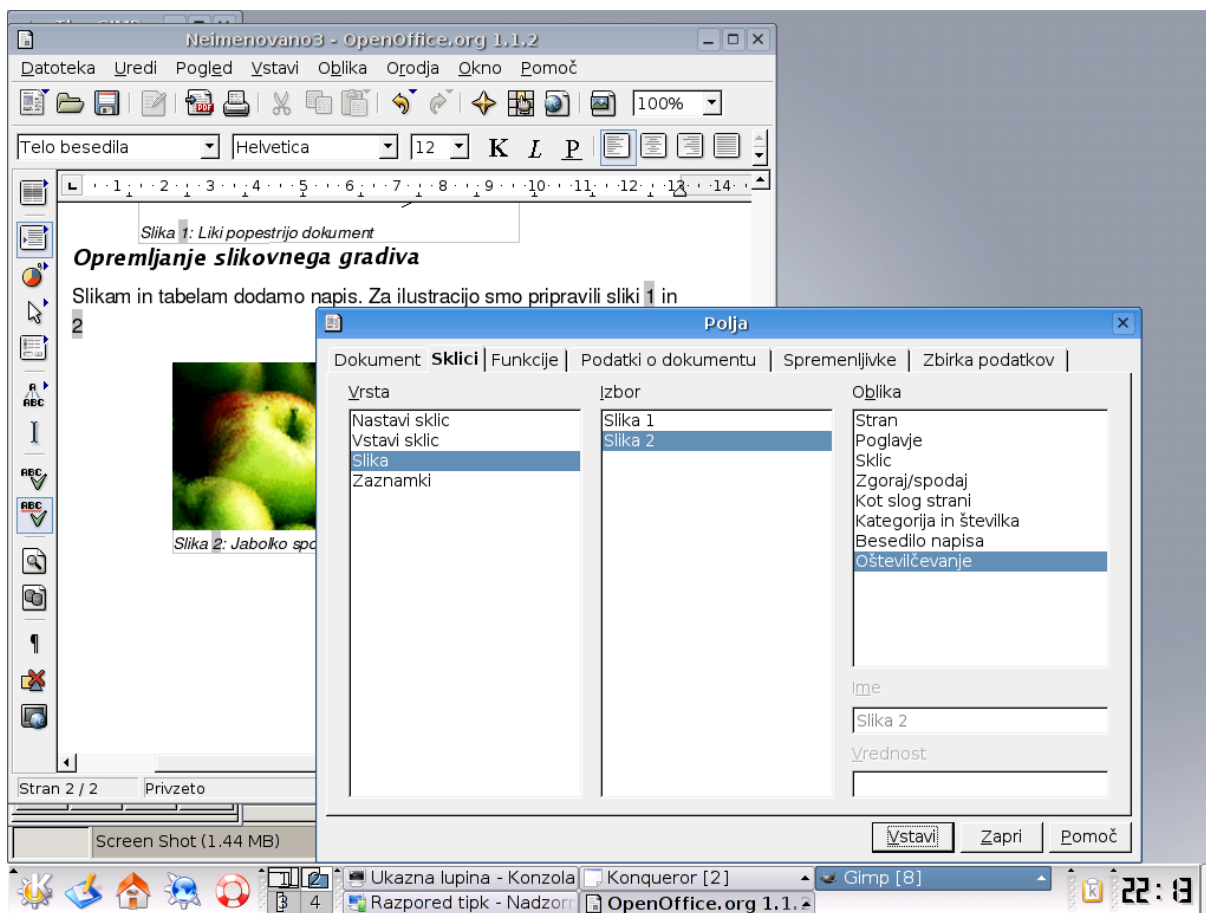 Neimenovano3 - OpenOffice.org 1.1.2
Datoteka Uredi Pogled Vstavi Oblika Orodja Okno Pomoč
100%
Telo besedila Helvetica 12 K L P
1 2 3 4 5 6 7 8 9 10 11 12 13 14
Slika 1: Liki popestrijo dokument
Opremljanje slikovnega gradiva
Slikam in tabelam dodamo napis. Za ilustracijo smo pripravili sliki 1 in
2
Slika 2: Jabolko spo
Stran 2 / 2 Privzeto
Polja
Dokument Sklici Funkcije Podatki o dokumentu Spremenljivke Zbirka podatkov
Vrsta
Nastavi sklic
Vstavi sklic
Slika
Zaznamki
Izbor
Slika 1
Slika 2
Oblika
Stran
Poglavje
Sklic
Zgoraj/spodaj
Kot slog strani
Kategorija in številka
Besedilo napisa
Oštevilčevanje
Ime
Slika 2
Vrednost
Vstavi Zapri Pomoč
Screen Shot (1.44 MB)
1 2 Ukazna lupina - Konzola Konqueror [2] Gimp [8]
3 4 Razpored tipk - Nadzorn OpenOffice.org 1.1.2
22:13